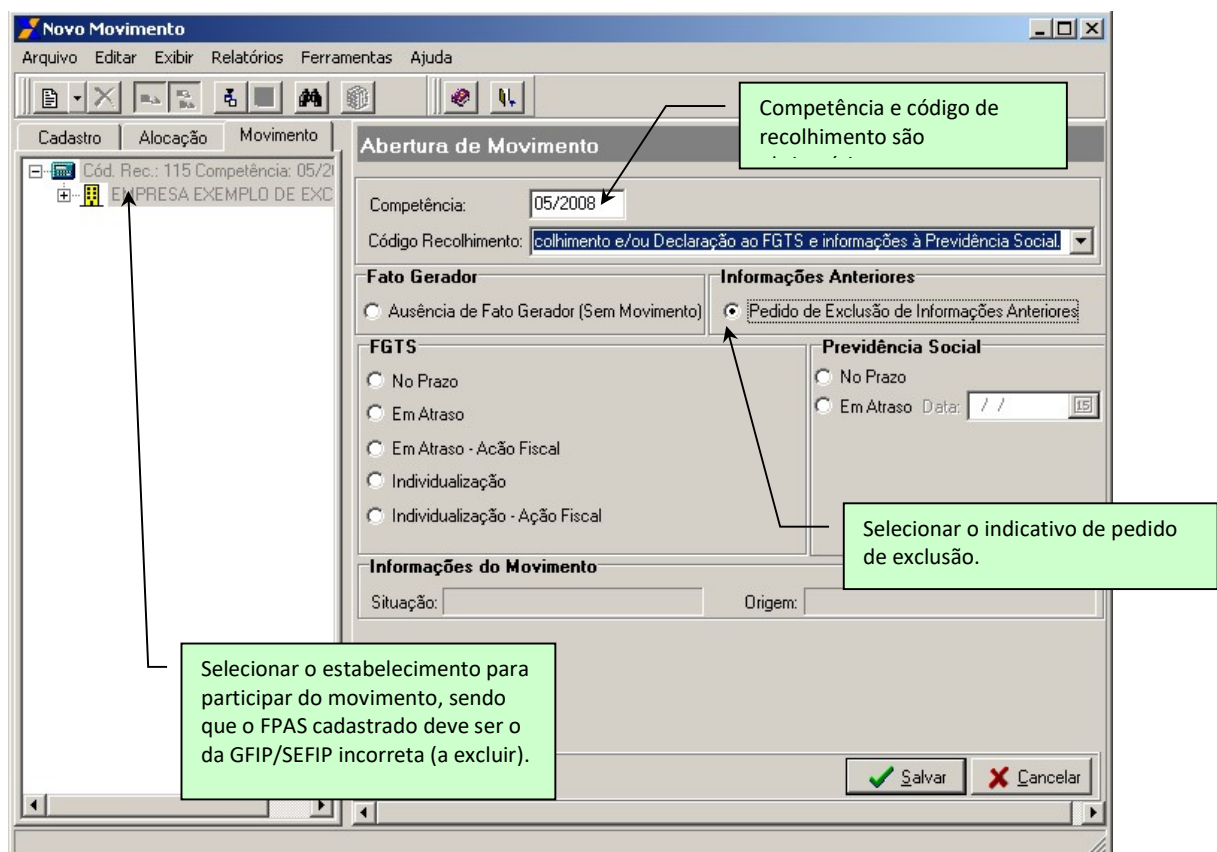 Novo Movimento
Arquivo Editar Exibir Relatórios Ferramentas Ajuda
Competência e código de
recolhimento são
Cadastro Alocação Movimento
Abertura de Movimento
Cód. Rec.: 115 Competência: 05/20
EMPRESA EXEMPLO DE EXC
Competência: 05/2008
Código Recolhimento: colhimento e/ou Declaração ao FGTS e informações à Previdência Social.
Fato Gerador
Informações Anteriores
Ausência de Fato Gerador (Sem Movimento)
Pedido de Exclusão de Informações Anteriores
FGTS
Previdência Social
No Prazo
No Prazo
Em Atraso
Em Atraso Data: / / 15
Em Atraso - Acão Fiscal
Individualização
Individualização - Ação Fiscal
Selecionar o indicativo de pedido
de exclusão.
Informações do Movimento
Situação: Origem:
Selecionar o estabelecimento para
participar do movimento, sendo
que o FPAS cadastrado deve ser o
da GFIP/SEFIP incorreta (a excluir).
Salvar Cancelar